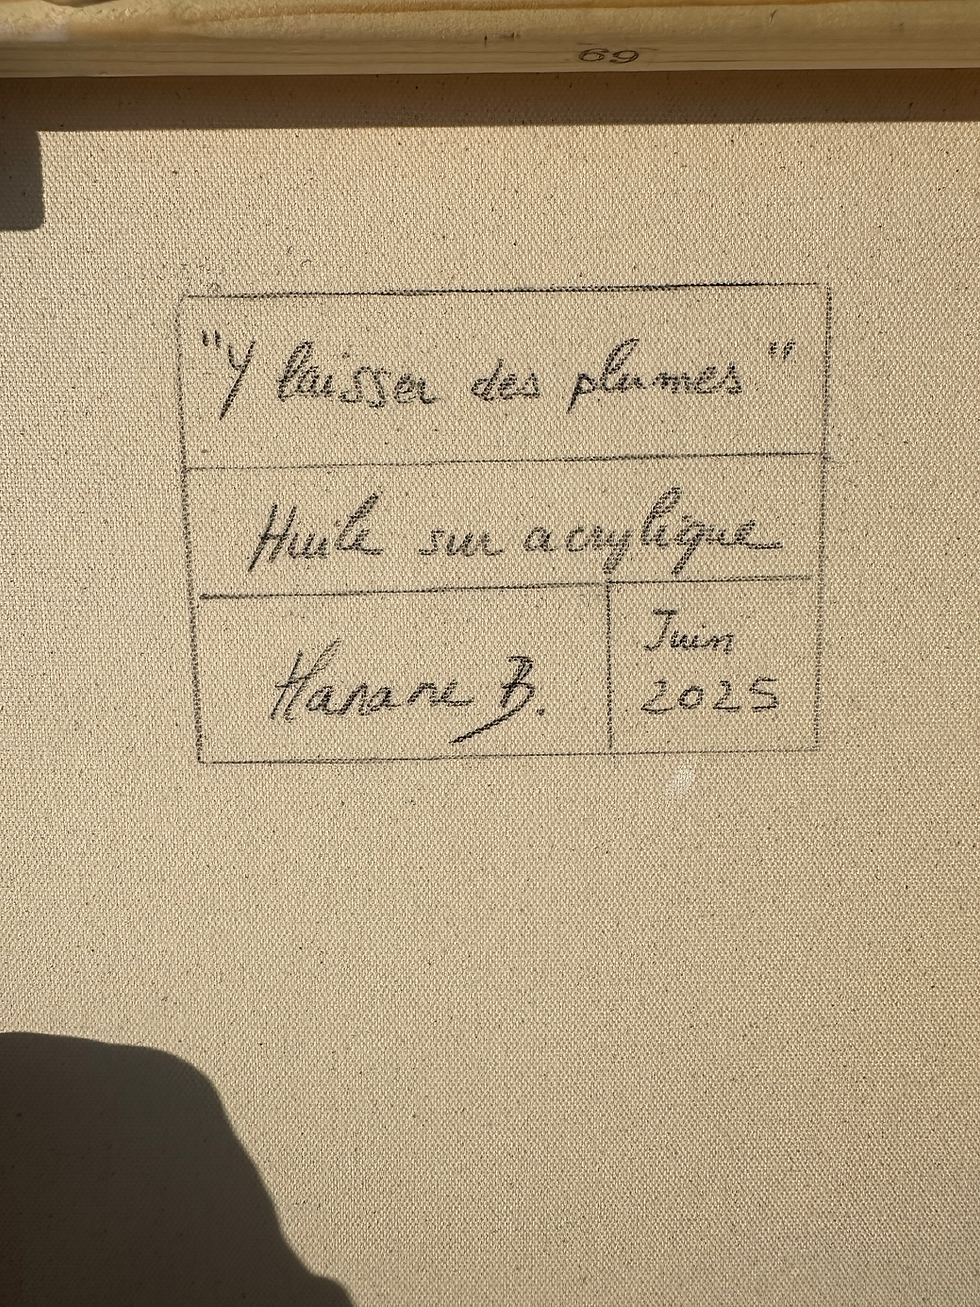 69
"Y laisser des plumes"
Huile sur acrylique
Hanane B.
Juin
2025